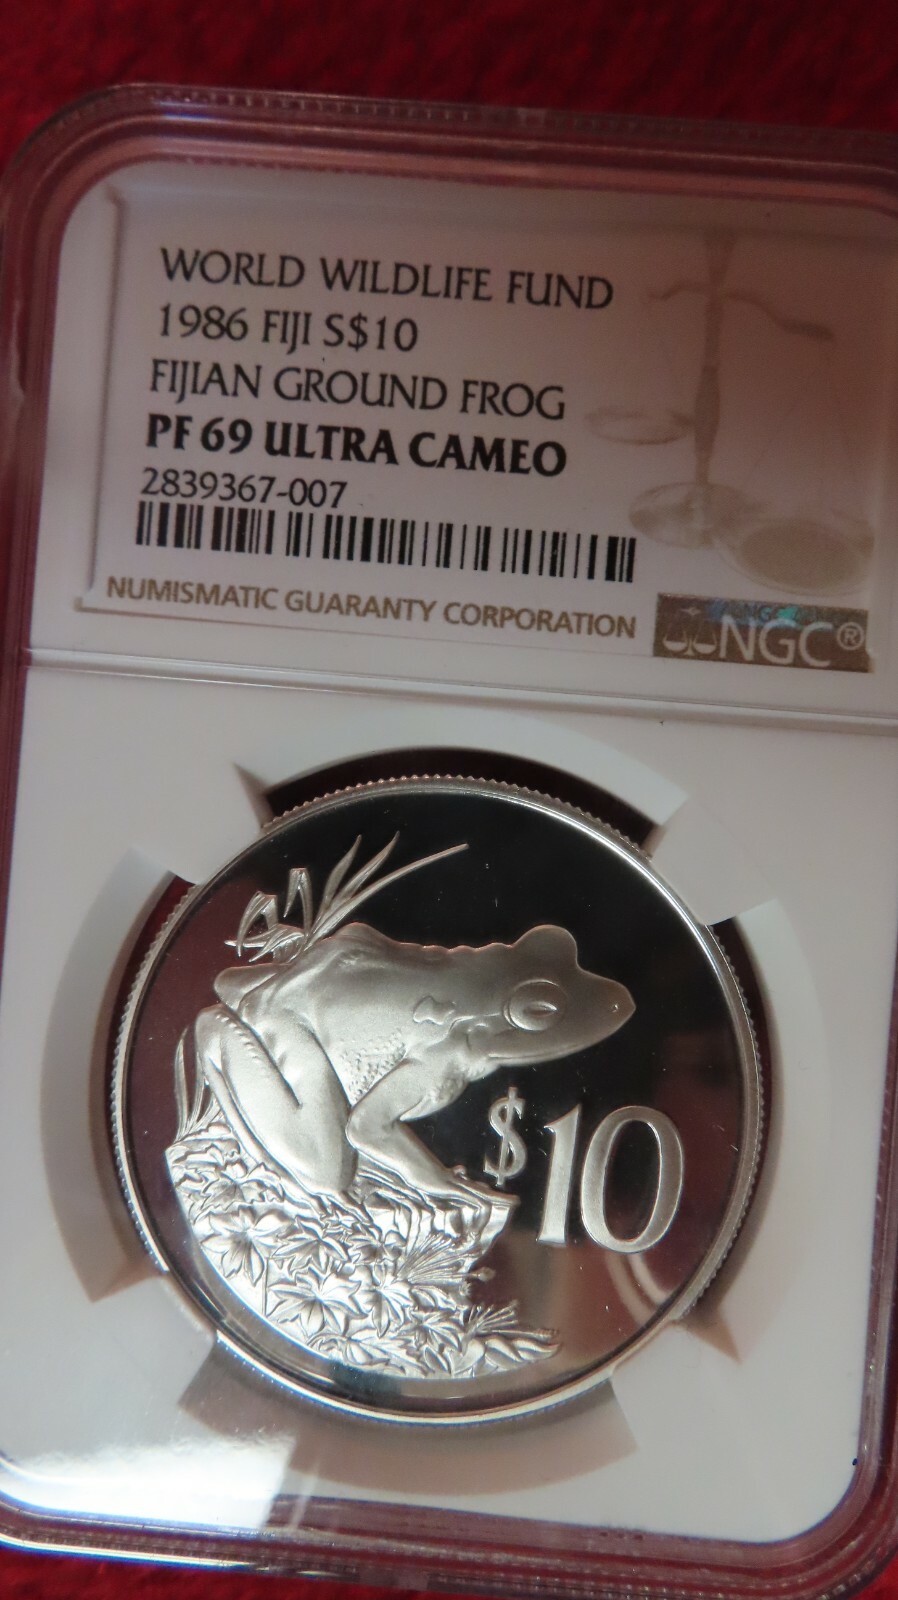 WORLD WILDLIFE FUND
1986 FIJI S$10
FIJIAN GROUND FROG
PF 69 ULTRA CAMEO
2839367-007
NUMISMATIC GUARANTY CORPORATION
NGC®
$10